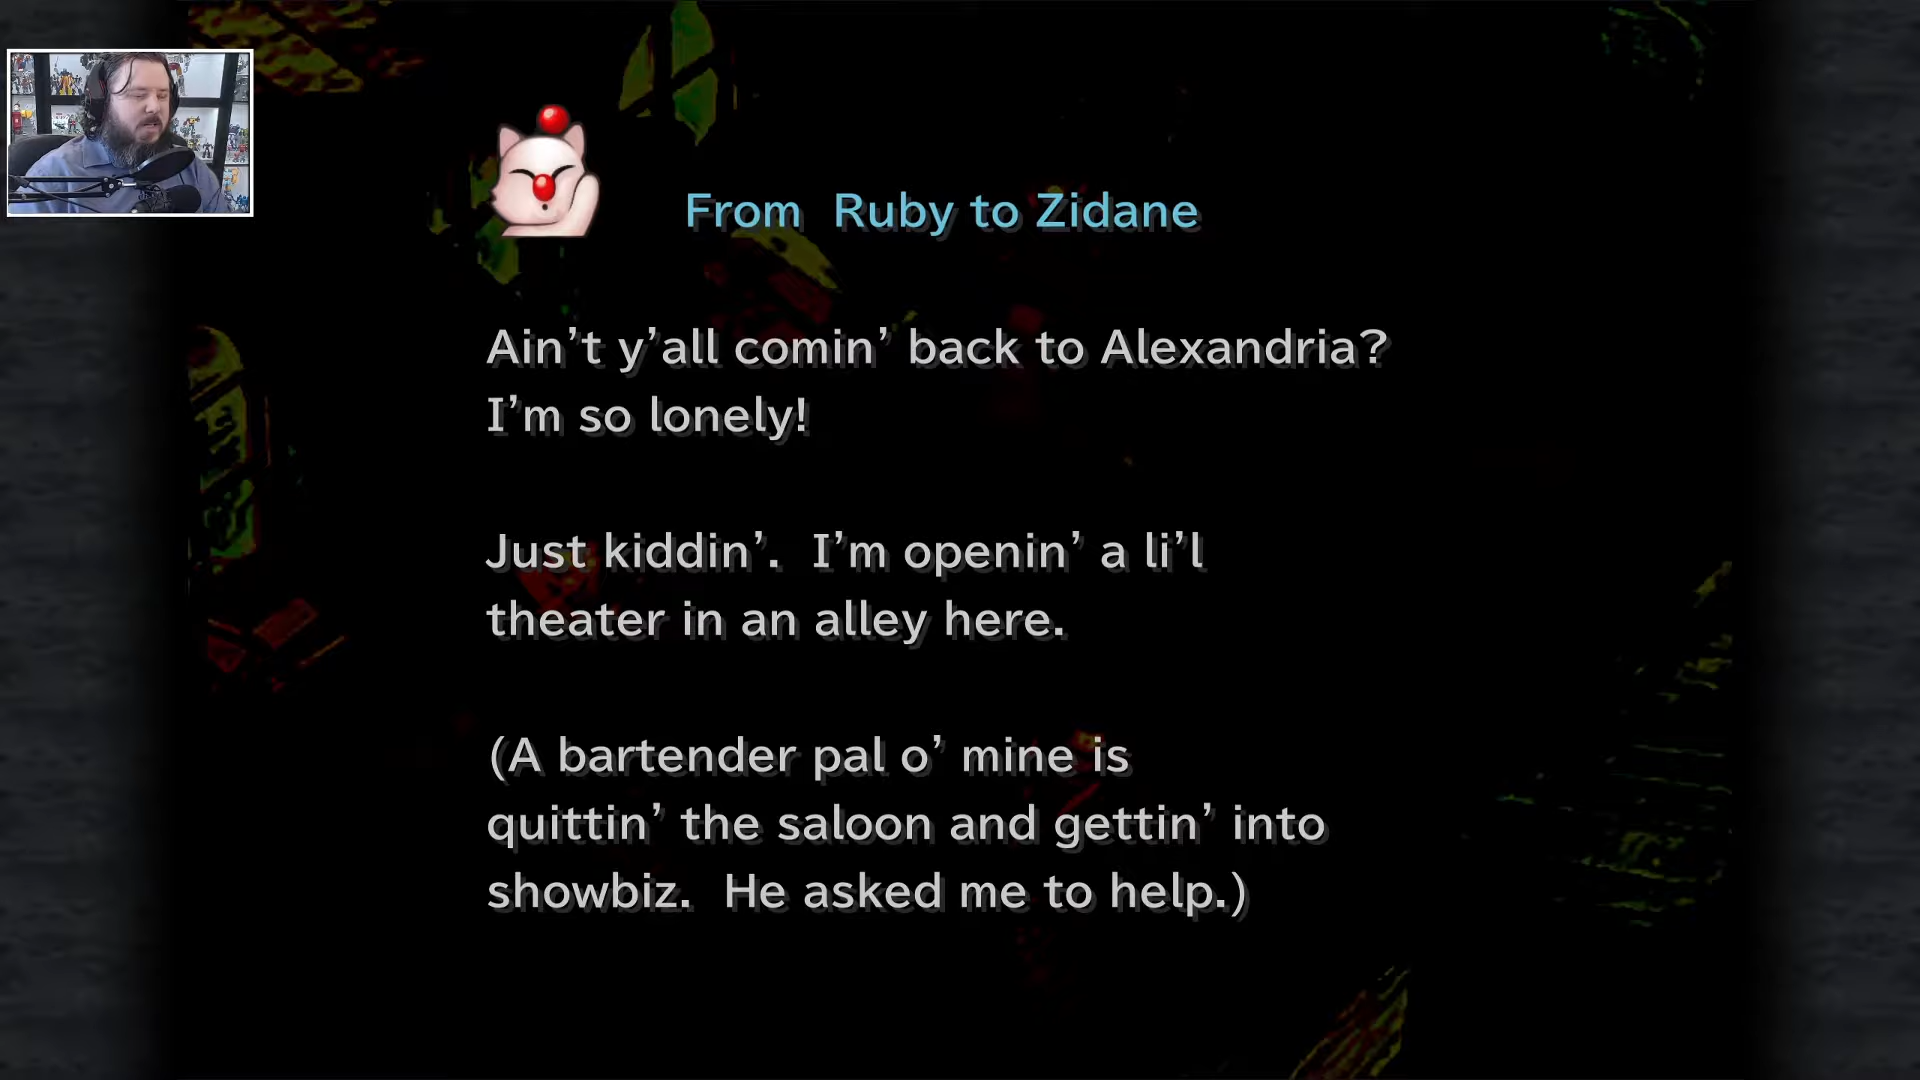 From Ruby to Zidane
Ain't y'all comin' back to Alexandria?
I'm so lonely!
Just kiddin'. I'm openin' a li'l
theater in an alley here.
(A bartender pal o' mine is
quittin' the saloon and gettin' into
showbiz. He asked me to help.)